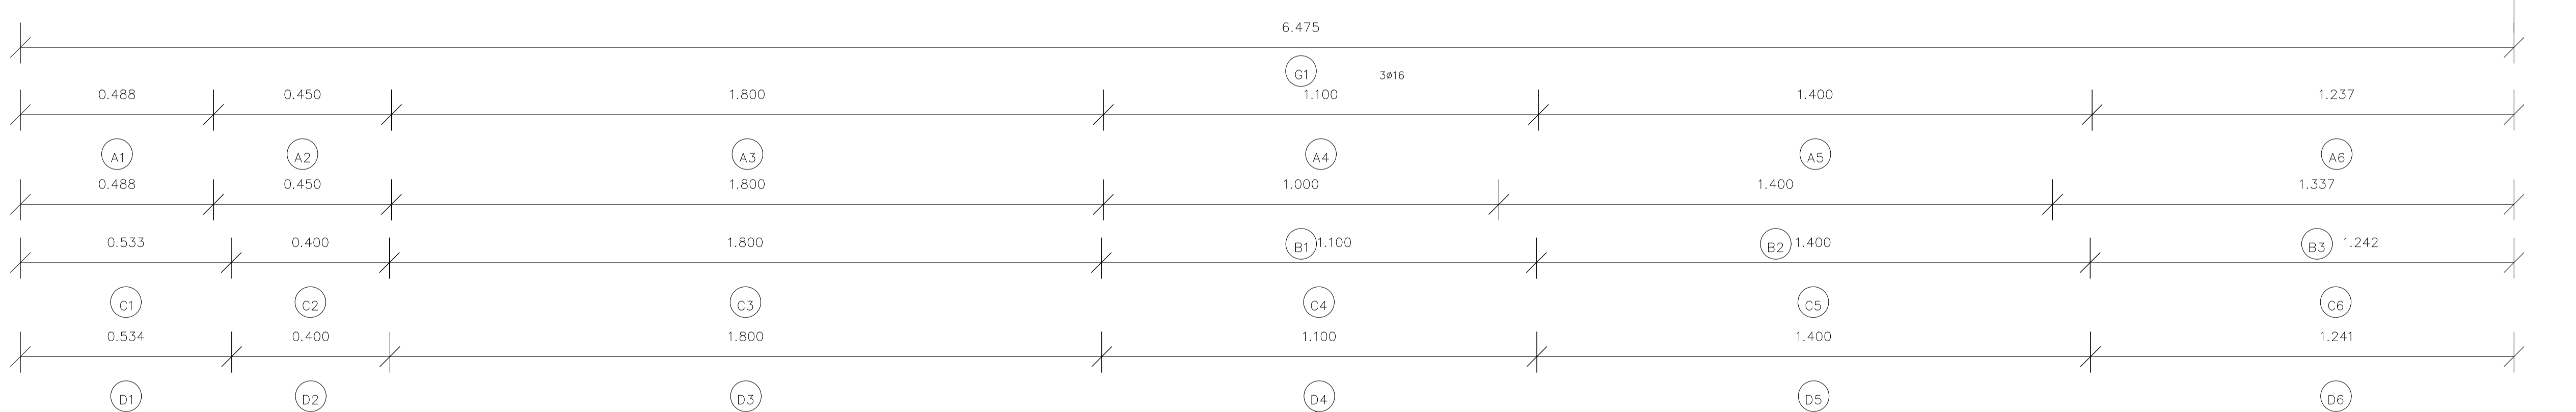 6.475
G1 3ø16
0.488 0.450 1.800 1.100 1.400 1.237
A1 A2 A3 A4 A5 A6
0.488 0.450 1.800 1.000 1.400 1.337
0.533 0.400 1.800 B1 1.100 B2 1.400 B3 1.242
C1 C2 C3 C4 C5 C6
0.534 0.400 1.800 1.100 1.400 1.241
D1 D2 D3 D4 D5 D6